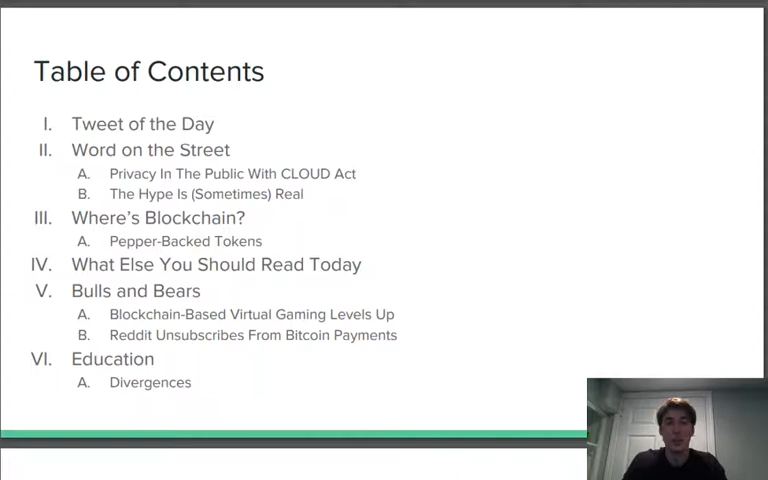 Table of Contents
I. Tweet of the Day
II. Word on the Street
A. Privacy In The Public With CLOUD Act
B. The Hype Is (Sometimes) Real
III. Where's Blockchain?
A. Pepper-Backed Tokens
IV. What Else You Should Read Today
V. Bulls and Bears
A. Blockchain-Based Virtual Gaming Levels Up
B. Reddit Unsubscribes From Bitcoin Payments
VI. Education
A. Divergences